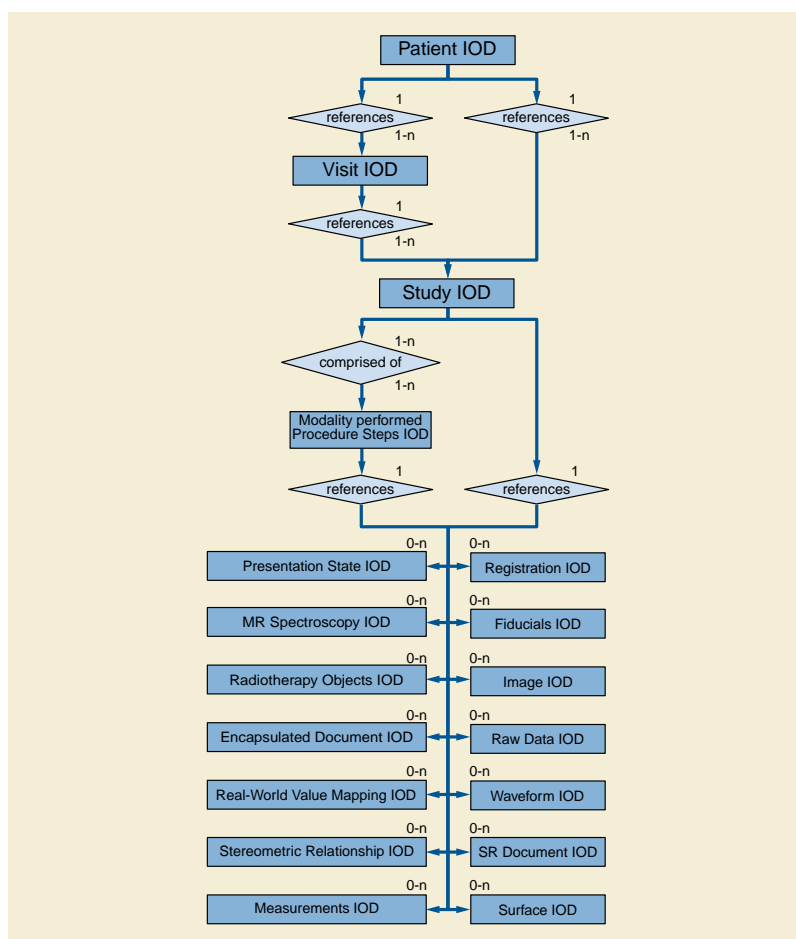 Patient IOD
1
1
references
references
1-n
1-n
Visit IOD
1
references
1-n
Study IOD
1-n
comprised of
1-n
Modality performed
Procedure Steps IOD
1
1
references
references
0-n
0-n
Presentation State IOD
Registration IOD
0-n
0-n
MR Spectroscopy IOD
Fiducials IOD
0-n
0-n
Radiotherapy Objects IOD
Image IOD
0-n
0-n
Encapsulated Document IOD
Raw Data IOD
0-n
0-n
Real-World Value Mapping IOD
Waveform IOD
0-n
0-n
Stereometric Relationship IOD
SR Document IOD
0-n
0-n
Measurements IOD
Surface IOD